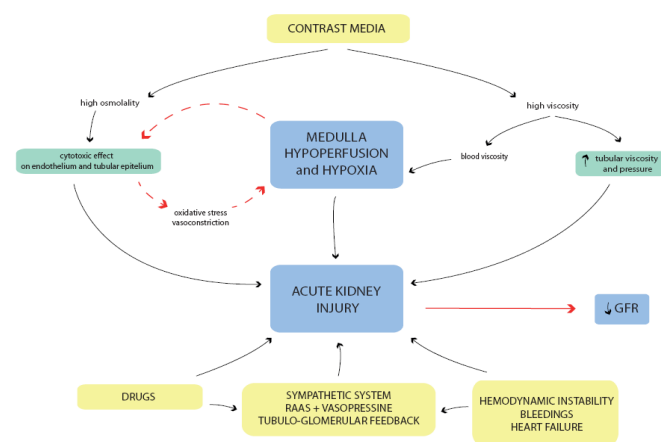 CONTRAST MEDIA
high osmolality
high viscosity
MEDULLA
HYPOPERFUSION
and HYPOXIA
cytotoxic effect
on endothelium and tubular epitelium
blood viscosity
tubular viscosity
and pressure
oxidative stress
vasoconstriction
ACUTE KIDNEY
INJURY
GFR
DRUGS
SYMPATHETIC SYSTEM
RAAS + VASOPRESSINE
TUBULO-GLOMERULAR FEEDBACK
HEMODYNAMIC INSTABILITY
BLEEDINGS
HEART FAILURE